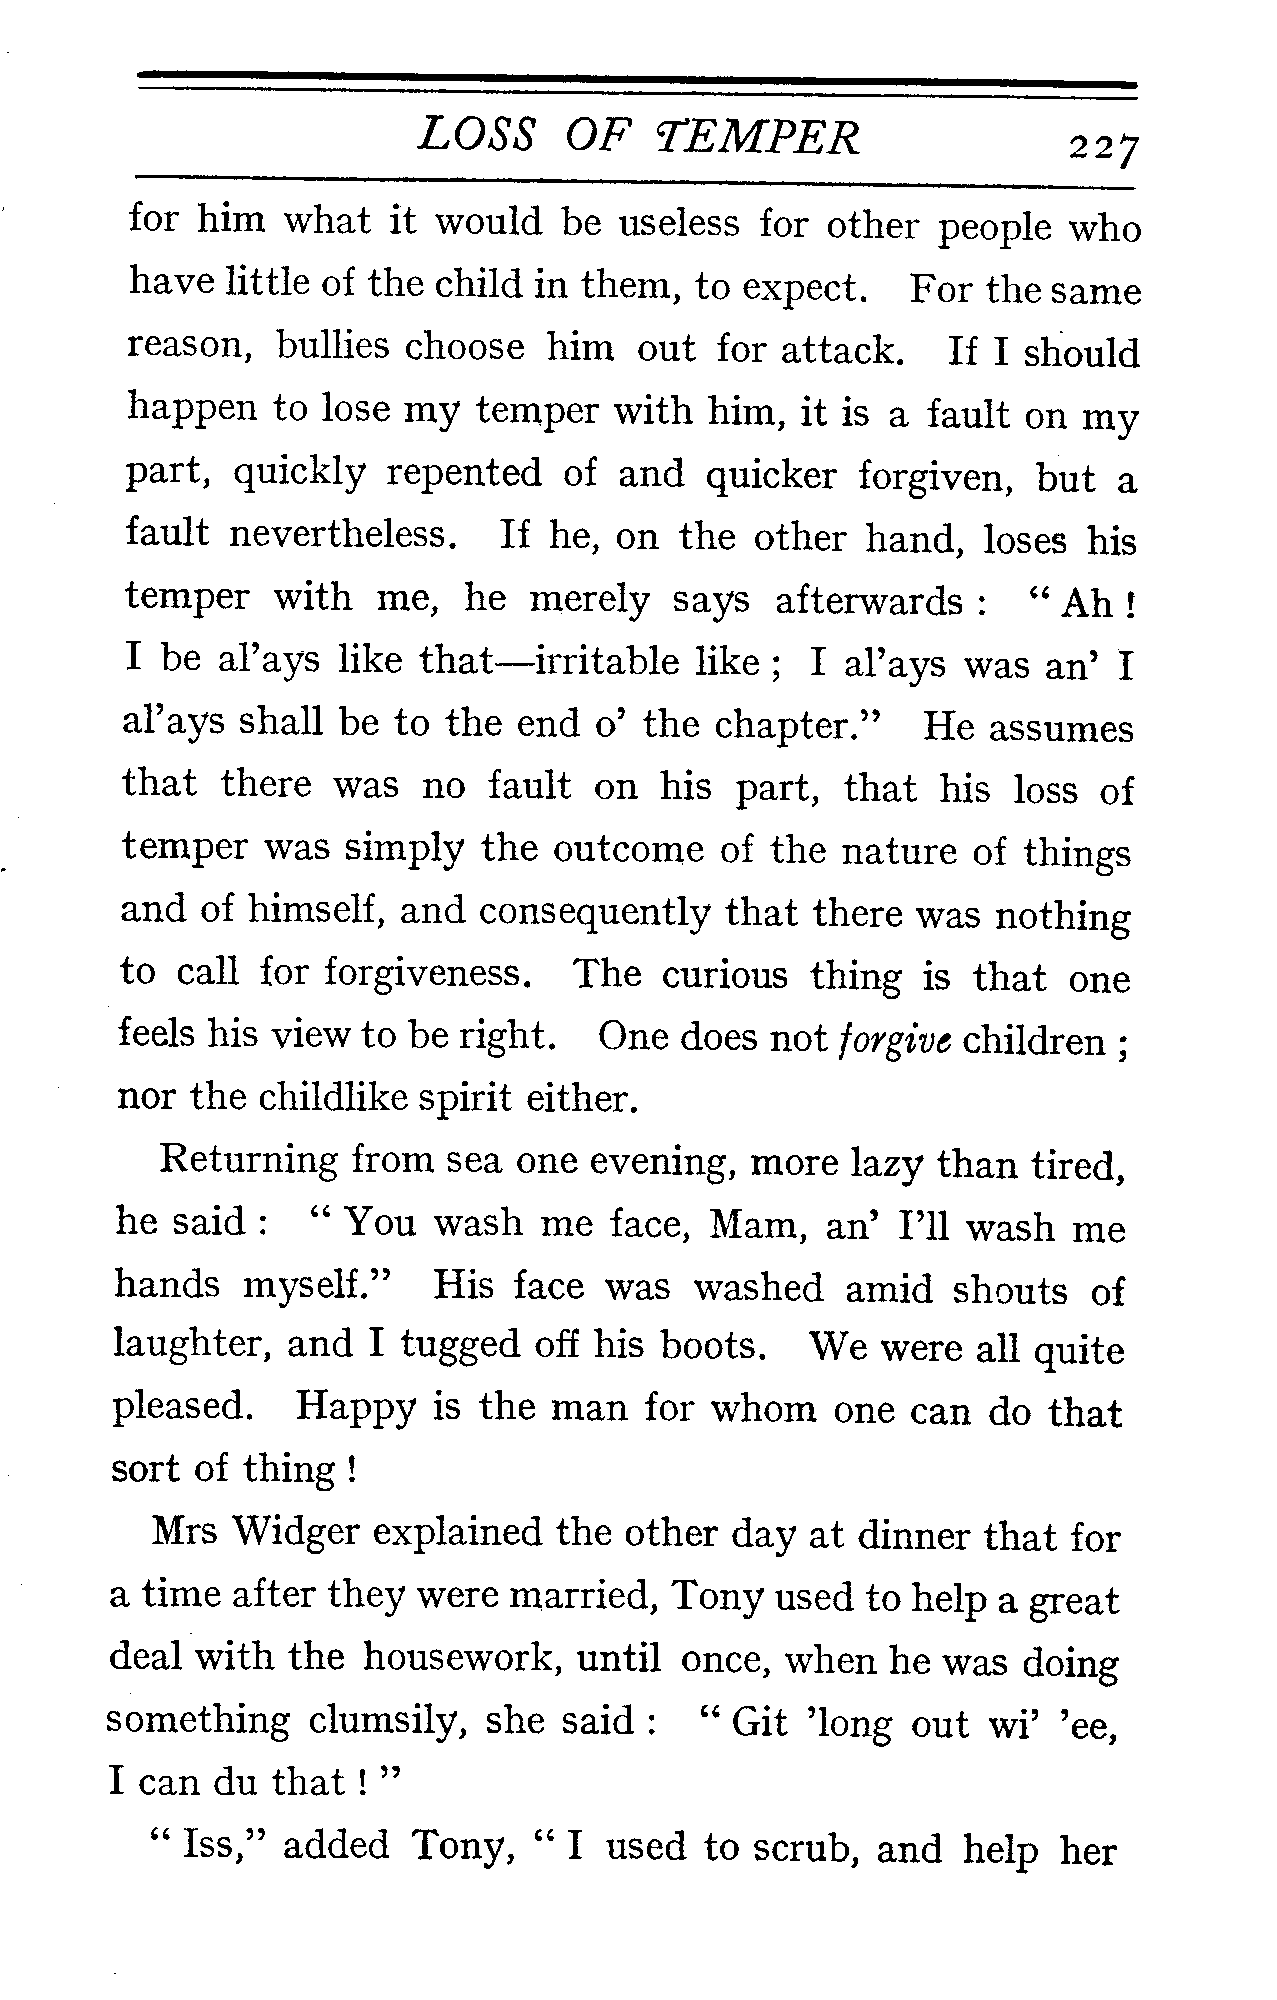 LOSS OF TEMPER 227
for him what it would be useless for other people who
have little of the child in them, to expect. For the same
reason, bullies choose him out for attack. If I should
happen to lose my temper with him, it is a fault on my
part, quickly repented of and quicker forgiven, but a
fault nevertheless. If he, on the other hand, loses his
temper with me, he merely says afterwards : “ Ah !
I be al’ays like that—irritable like ; I al’ays was an’ I
al’ays shall be to the end o’ the chapter.” He assumes
that there was no fault on his part, that his loss of
temper was simply the outcome of the nature of things
and of himself, and consequently that there was nothing
to call for forgiveness. The curious thing is that one
feels his view to be right. One does not forgive children ;
nor the childlike spirit either.
Returning from sea one evening, more lazy than tired,
he said : “ You wash me face, Mam, an’ I’ll wash me
hands myself.” His face was washed amid shouts of
laughter, and I tugged off his boots. We were all quite
pleased. Happy is the man for whom one can do that
sort of thing !
Mrs Widger explained the other day at dinner that for
a time after they were married, Tony used to help a great
deal with the housework, until once, when he was doing
something clumsily, she said : “ Git ’long out wi’ ’ee,
I can du that ! ”
“ Iss,” added Tony, “ I used to scrub, and help her